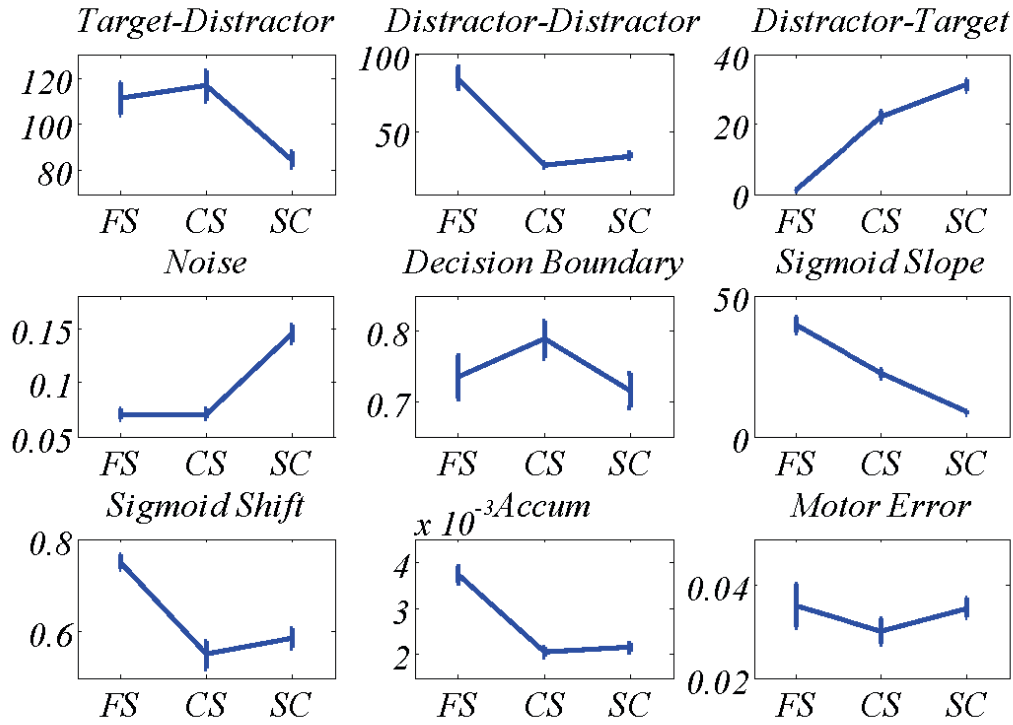 Target-Distractor
Distractor-Distractor
Distractor-Target
120
100
80
FS CS SC
100
50
FS CS SC
40
20
0
FS CS SC
Noise
Decision Boundary
Sigmoid Slope
0.15
0.1
0.05
FS CS SC
0.8
0.7
FS CS SC
50
0
FS CS SC
Sigmoid Shift
x 10⁻³Accum
Motor Error
0.8
0.6
FS CS SC
4
3
2
FS CS SC
0.04
0.02
FS CS SC